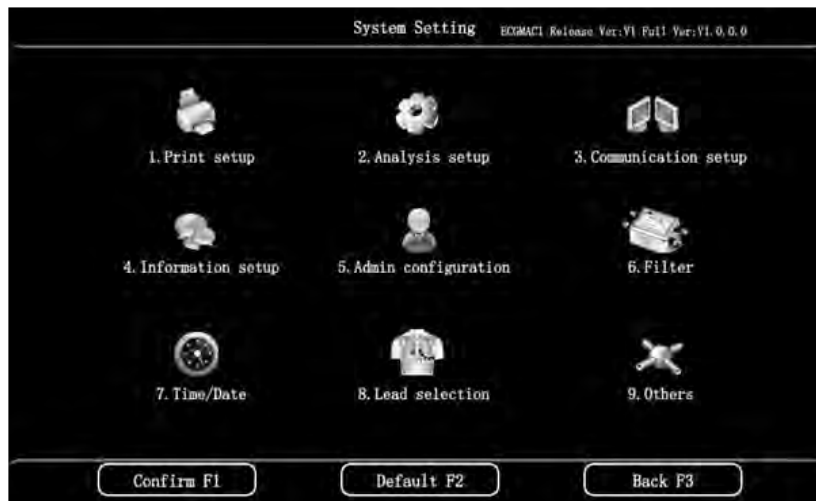 System Setting ECGMAC1 Release Ver:V1 Full Ver:V1.0.0.0
1.Print setup 2.Analysis setup 3.Communication setup
4.Information setup 5.Admin configuration 6.Filter
7.Time/Date 8.Lead selection 9.Others
Confirm F1 Default F2 Back F3